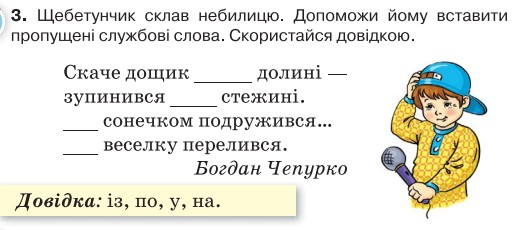 3. Щебетунчик склав небилицю. Допоможи йому вставити
пропущені службові слова. Скористайся довідкою.
Скаче дощик ______ долині —
зупинився _____ стежині.
____ сонечком подружився...
____ веселку перелився.
Богдан Чепурко
Довідка: із, по, у, на.